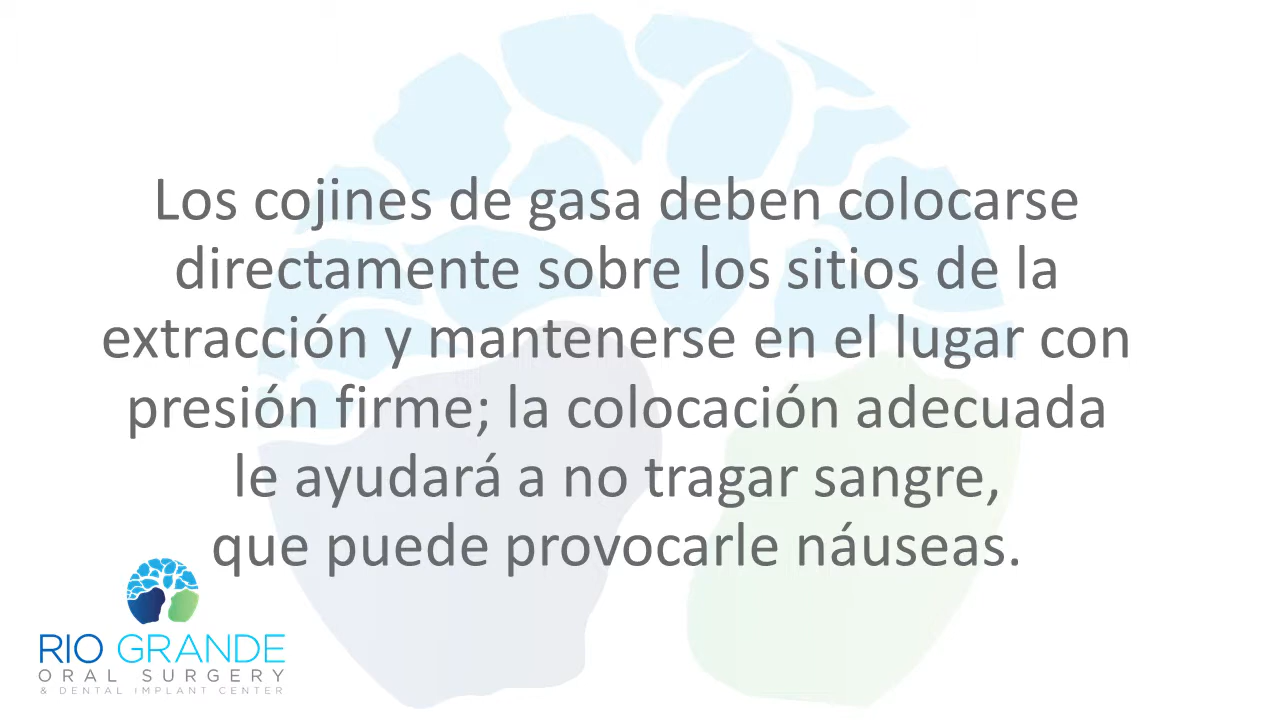 Los cojines de gasa deben colocarse
directamente sobre los sitios de la
extracción y mantenerse en el lugar con
presión firme; la colocación adecuada
le ayudará a no tragar sangre,
que puede provocarle náuseas.
RIO GRANDE
ORAL SURGERY
& DENTAL IMPLANT CENTER